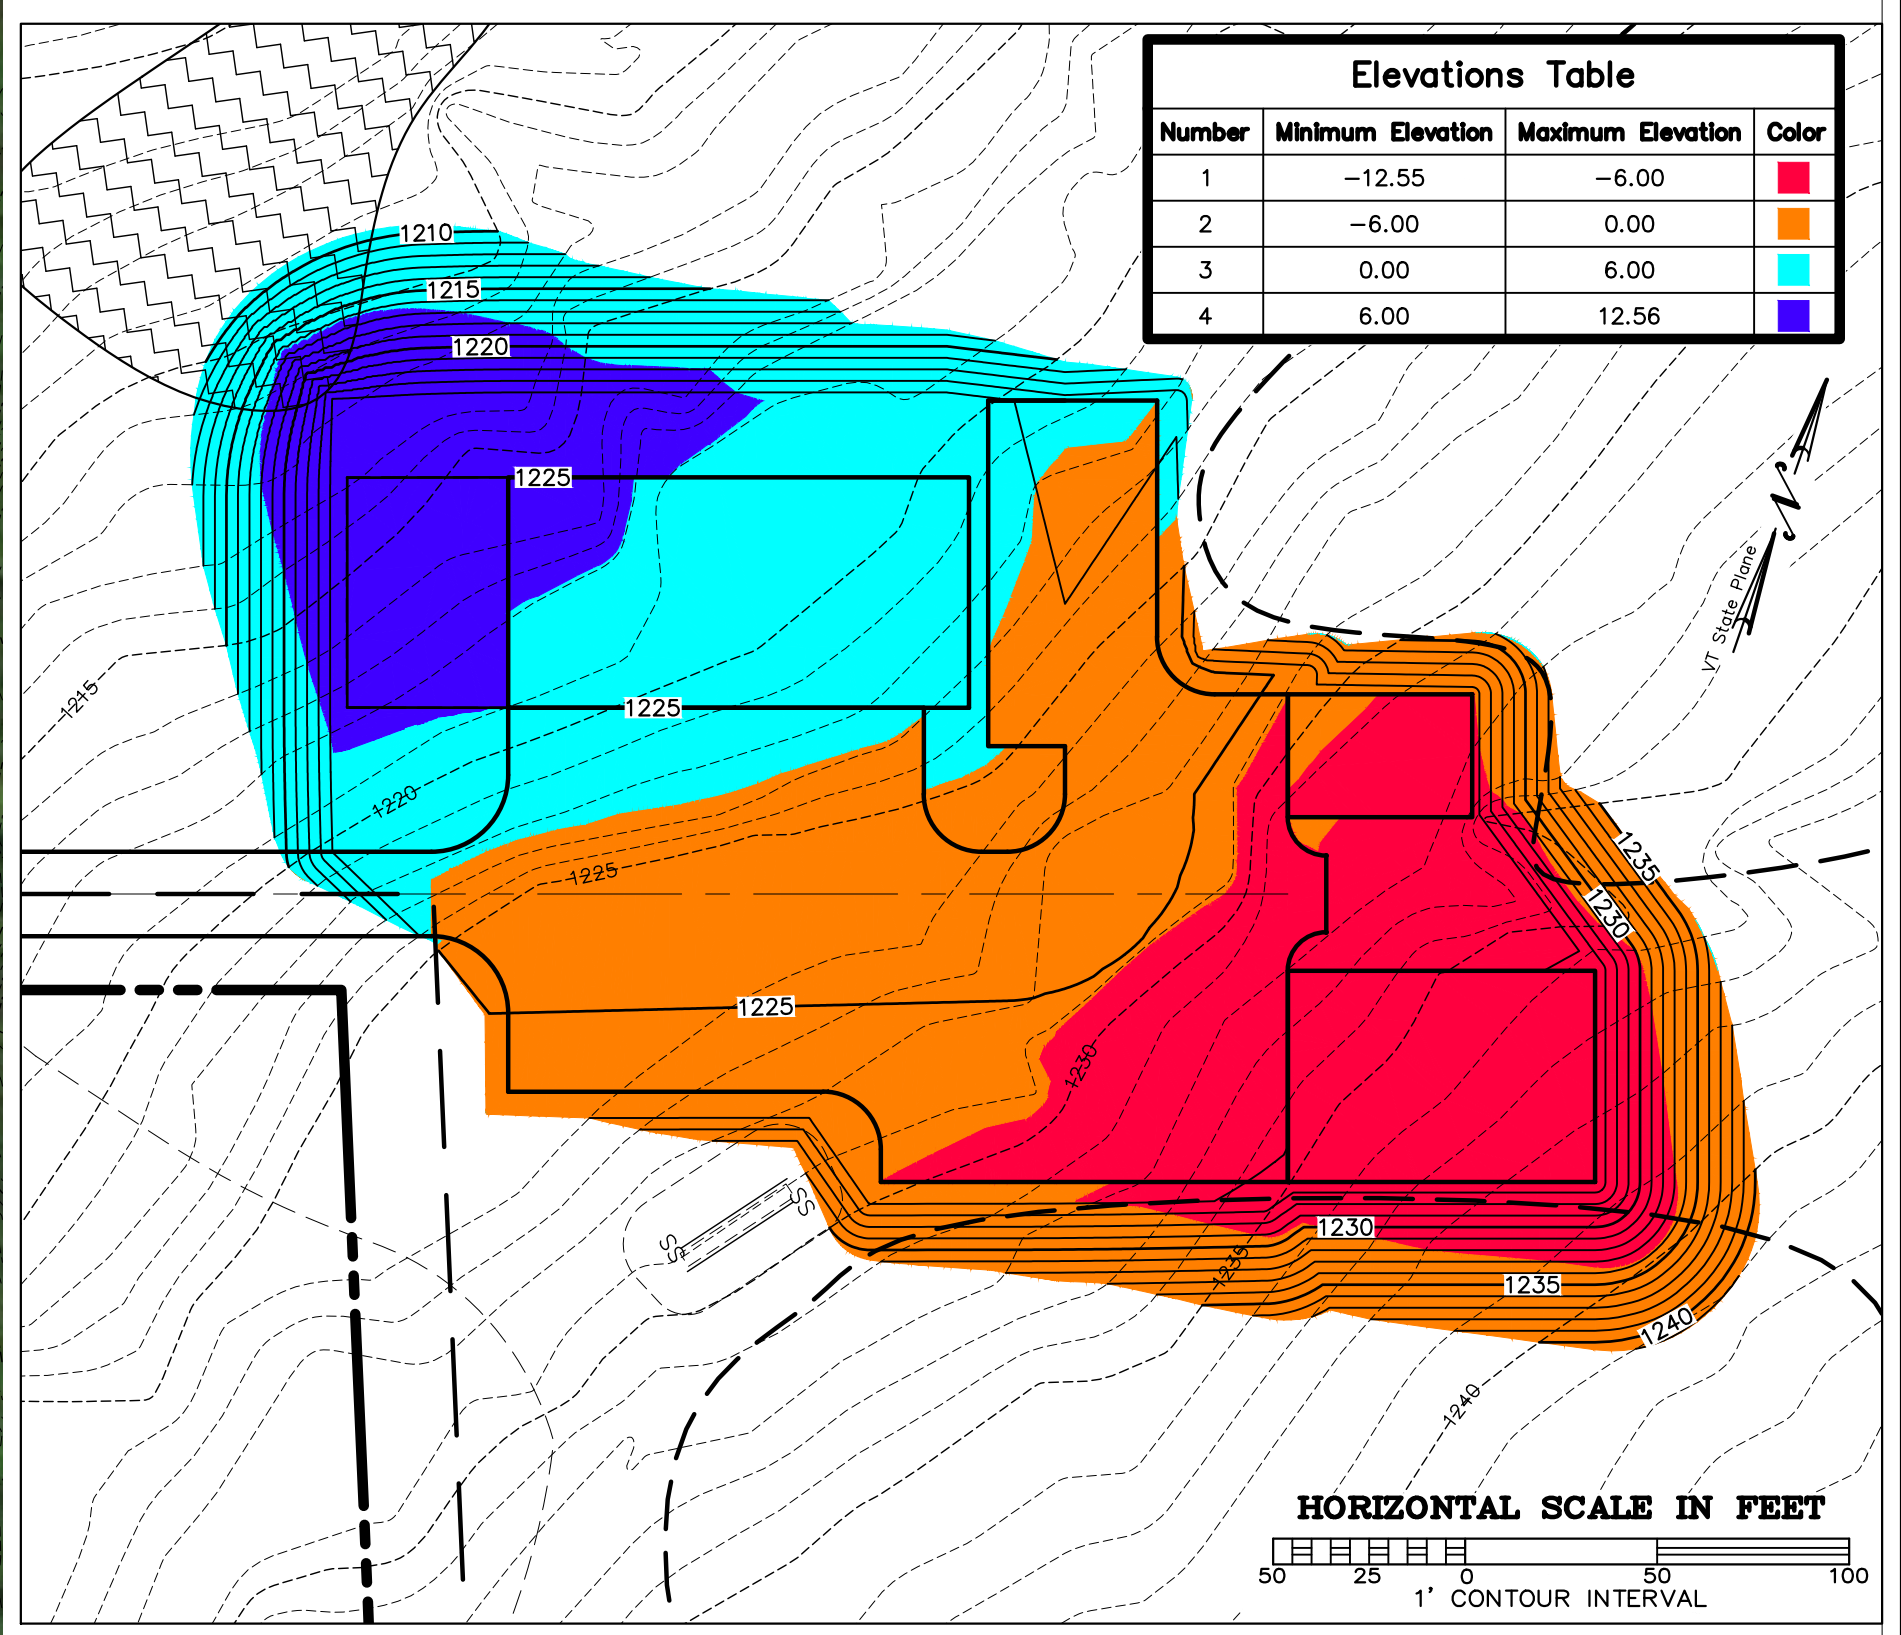 Elevations Table
Number Minimum Elevation Maximum Elevation Color
1 -12.55 -6.00
2 -6.00 0.00
3 0.00 6.00
4 6.00 12.56
1210
1215
1220
1225
1225
1215
1220
1225
1225
1230
1235
1230
1230
1235
1235
1240
1240
SS
SS
N
VT State Plane
HORIZONTAL SCALE IN FEET
50 25 0 50 100
1' CONTOUR INTERVAL